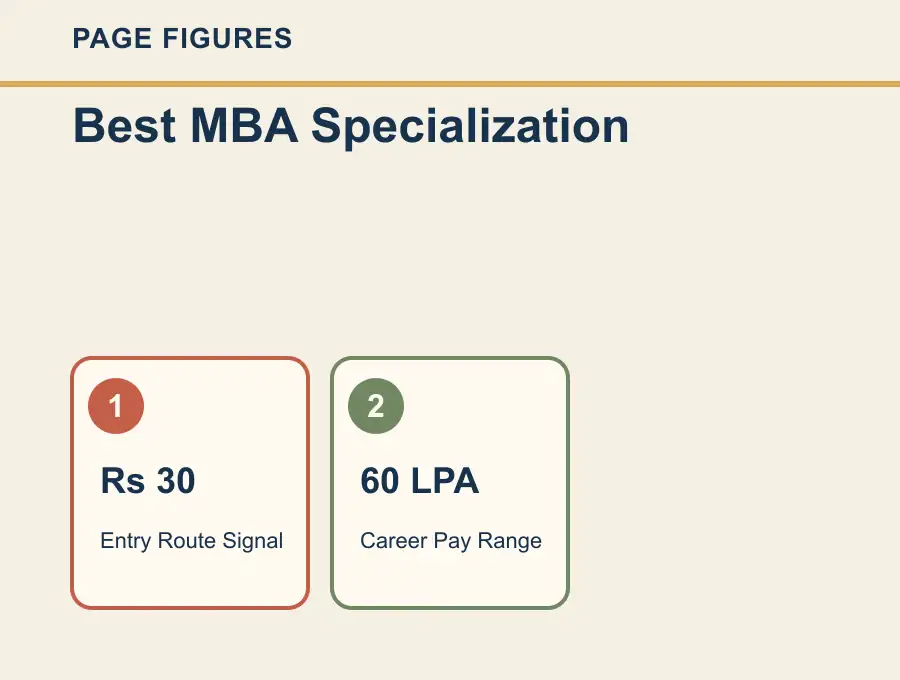 PAGE FIGURES
Best MBA Specialization
1
Rs 30
Entry Route Signal
2
60 LPA
Career Pay Range